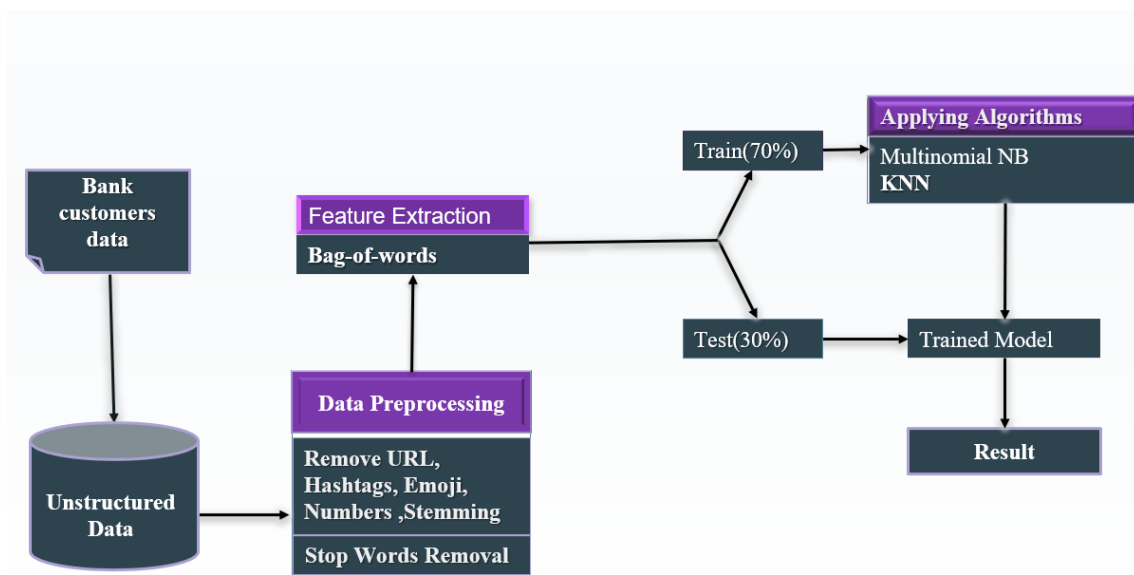 Bank
customers
data
Unstructured
Data
Data Preprocessing
Remove URL,
Hashtags, Emoji,
Numbers ,Stemming
Stop Words Removal
Feature Extraction
Bag-of-words
Train(70%)
Test(30%)
Applying Algorithms
Multinomial NB
KNN
Trained Model
Result